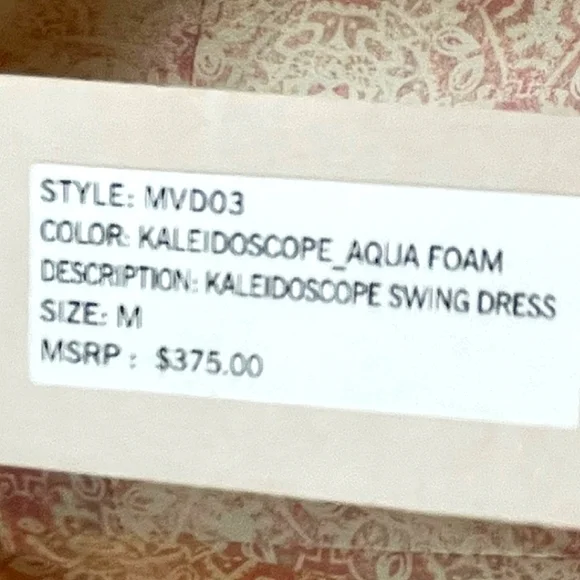 STYLE: MVD03
COLOR: KALEIDOSCOPE_AQUA FOAM
DESCRIPTION: KALEIDOSCOPE SWING DRESS
SIZE: M
MSRP : $375.00